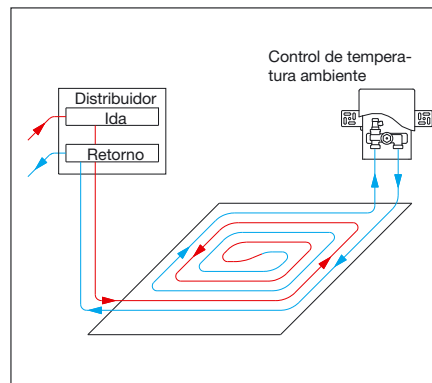 Control de tempera-
tura ambiente
Distribuidor
Ida
Retorno